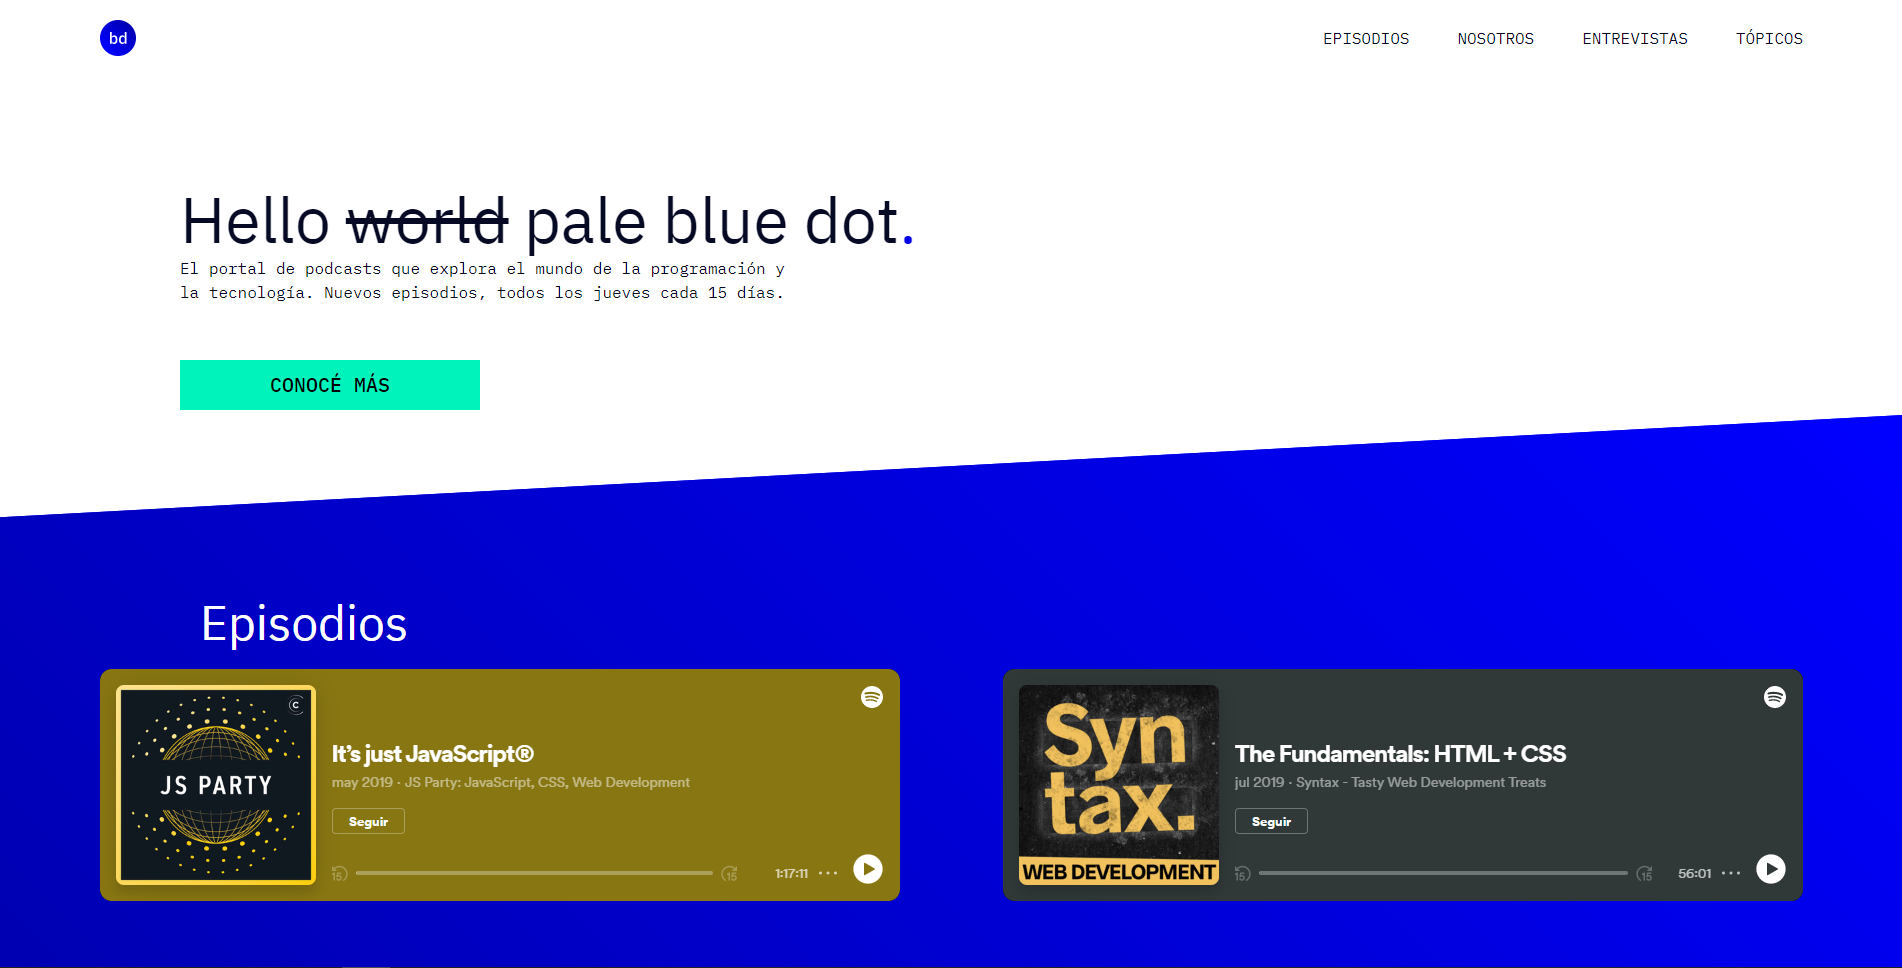 bd
EPISODIOS NOSOTROS ENTREVISTAS TÓPICOS
Hello world pale blue dot.
El portal de podcasts que explora el mundo de la programación y
la tecnología. Nuevos episodios, todos los jueves cada 15 días.
CONOCÉ MÁS
Episodios
JS PARTY
It's just JavaScript®
may 2019 · JS Party: JavaScript, CSS, Web Development
Seguir
15
15
1:17:11
Syn
tax.
WEB DEVELOPMENT
The Fundamentals: HTML + CSS
jul 2019 · Syntax - Tasty Web Development Treats
Seguir
15
15
56:01